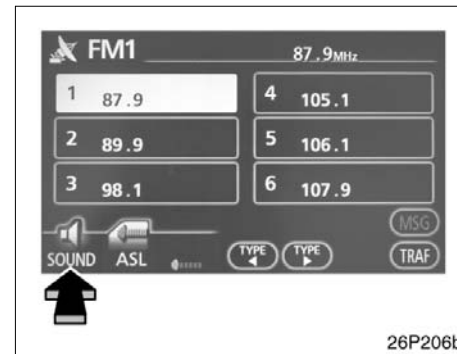 FM1 87.9MHz
1 87.9
2 89.9
3 98.1
4 105.1
5 106.1
6 107.9
MSG
SOUND ASL TYPE TYPE TRAF
26P206b